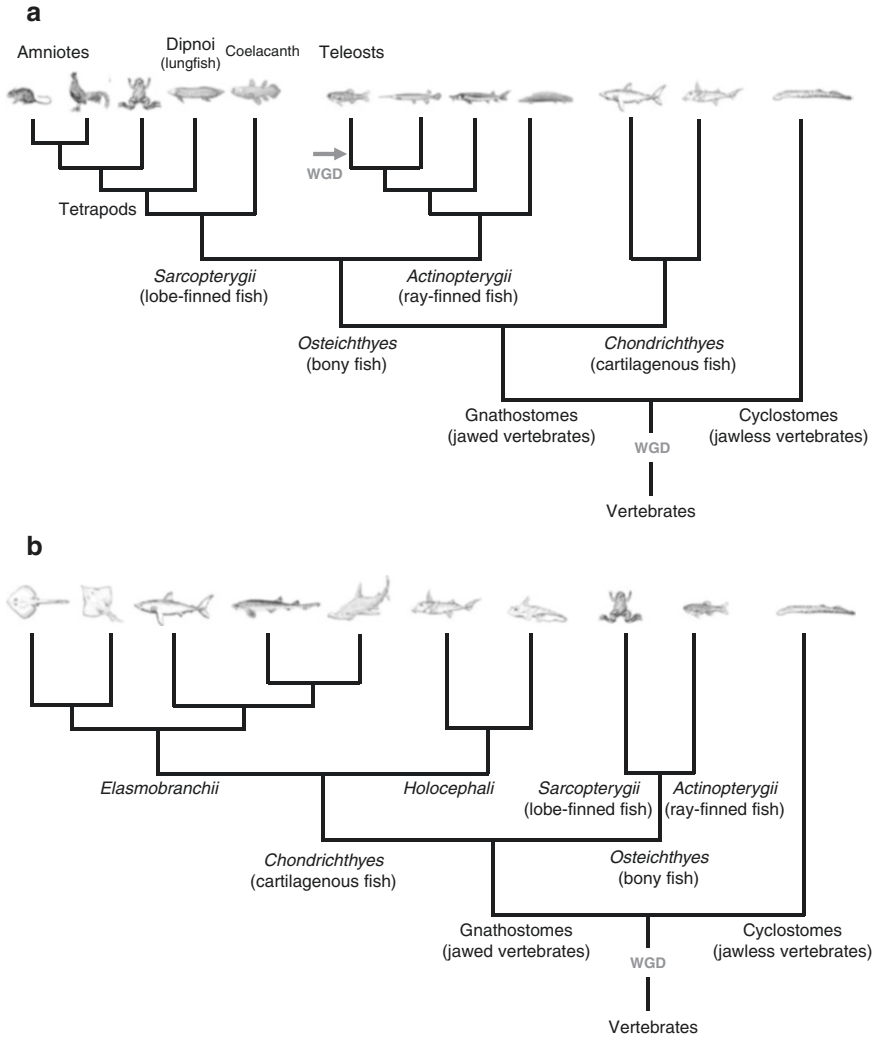 a
Amniotes
Dipnoi
(lungfish)
Coelacanth
Teleosts
WGD
Tetrapods
Sarcopterygii
(lobe-finned fish)
Actinopterygii
(ray-finned fish)
Osteichthyes
(bony fish)
Chondrichthyes
(cartilagenous fish)
Gnathostomes
(jawed vertebrates)
Cyclostomes
(jawless vertebrates)
WGD
Vertebrates
b
Elasmobranchii
Holocephali
Sarcopterygii
(lobe-finned fish)
Actinopterygii
(ray-finned fish)
Chondrichthyes
(cartilagenous fish)
Osteichthyes
(bony fish)
Gnathostomes
(jawed vertebrates)
Cyclostomes
(jawless vertebrates)
WGD
Vertebrates